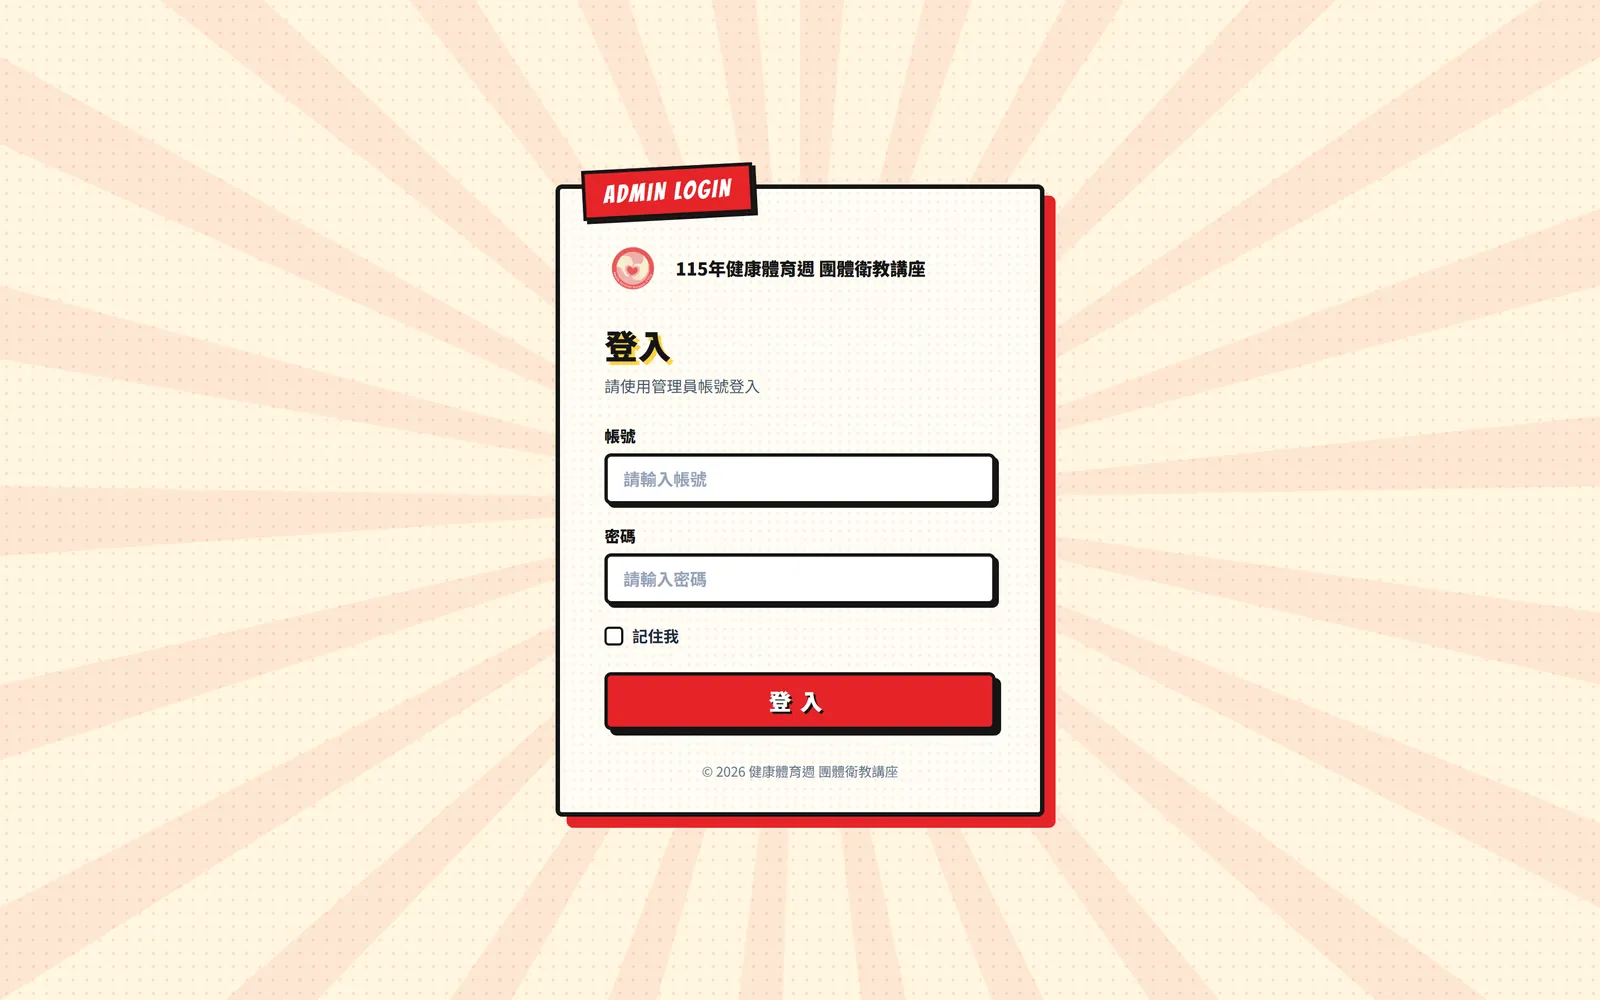 ADMIN LOGIN
115年健康體育週 團體衛教講座
登入
請使用管理員帳號登入
帳號
請輸入帳號
密碼
請輸入密碼
記住我
登入
© 2026 健康體育週 團體衛教講座